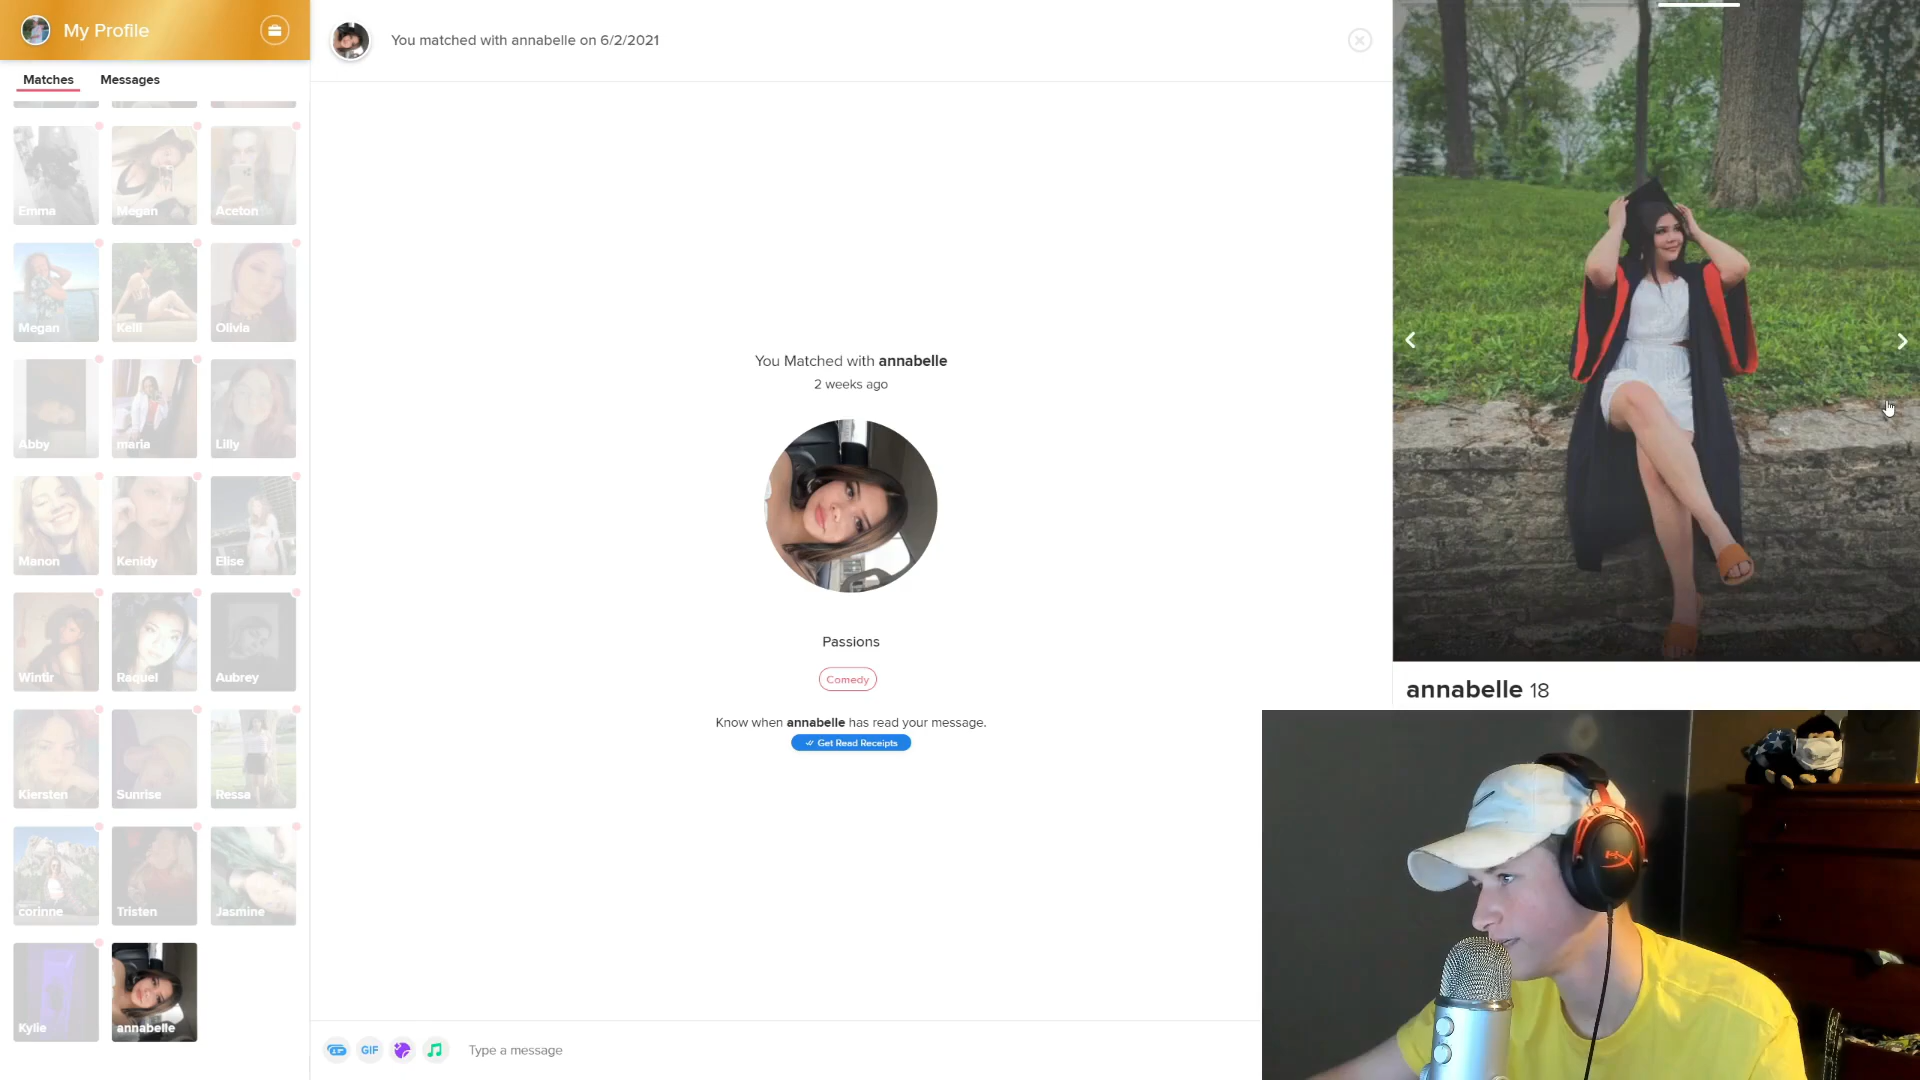 My Profile
Matches Messages
Emma Megan Aceton
Megan Kelli Olivia
Abby maria Lilly
Manon Kenidy Elise
Wintir Raquel Aubrey
Kiersten Sunrise Ressa
corinne Tristen Jasmine
Kylie annabelle
You matched with annabelle on 6/2/2021
You Matched with annabelle
2 weeks ago
Passions
Comedy
Know when annabelle has read your message.
Get Read Receipts
GIF Type a message
annabelle 18